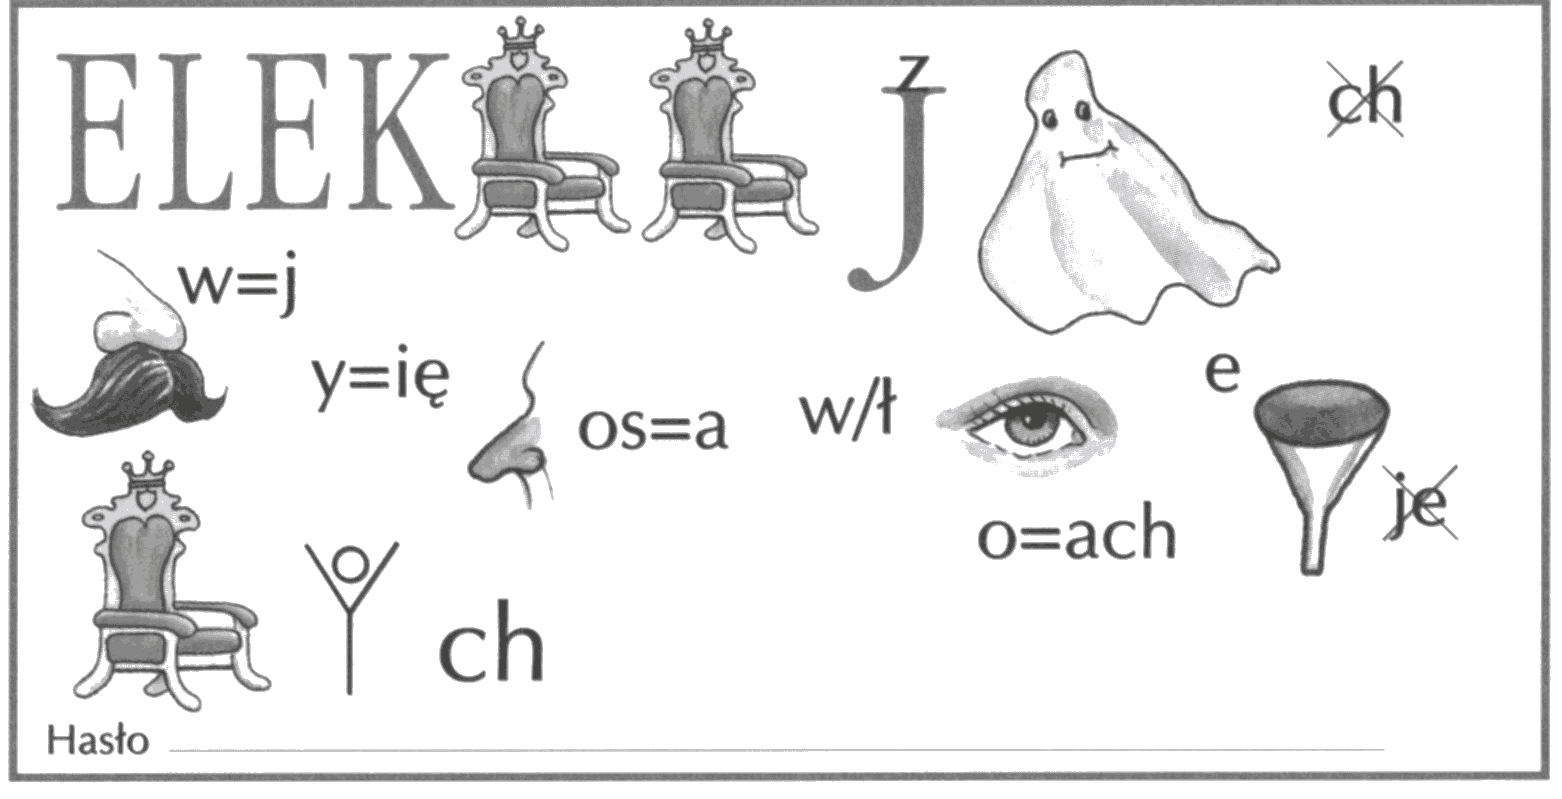 ELEK z J ch
w=j
y=ię os=a w/ł e
o=ach je
Y o ch
Hasło